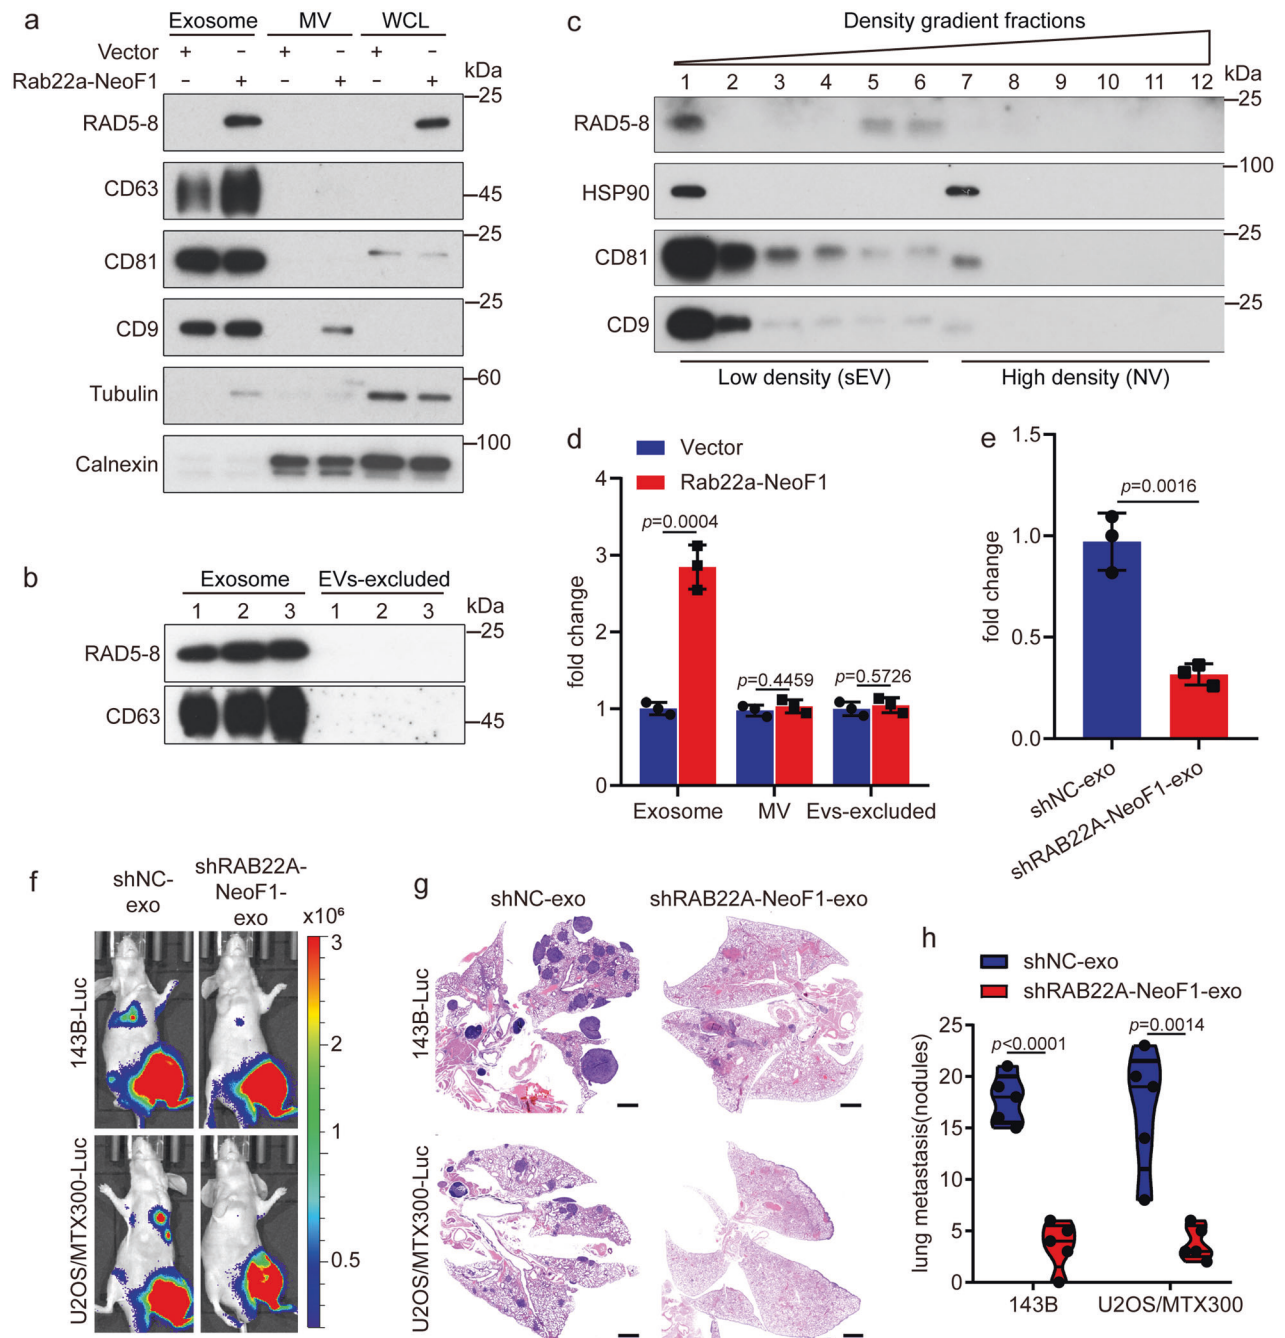 a
Exosome MV WCL
Vector + – + – + –
Rab22a-NeoF1 – + – + – +
kDa
RAD5-8 25
CD63 45
CD81 25
CD9 25
Tubulin 60
Calnexin 100
b
Exosome EVs-excluded
1 2 3 1 2 3 kDa
RAD5-8 25
CD63 45
c
Density gradient fractions
1 2 3 4 5 6 7 8 9 10 11 12 kDa
RAD5-8 25
HSP90 100
CD81 25
CD9 25
Low density (sEV) High density (NV)
d
Vector
Rab22a-NeoF1
fold change
4
3
2
1
0
p=0.0004
p=0.4459
p=0.5726
Exosome MV Evs-excluded
e
fold change
1.5
1.0
0.5
0.0
p=0.0016
shNC-exo
shRAB22A-NeoF1-exo
f
shNC-
exo
shRAB22A-
NeoF1-
exo
x10⁶
3
2
1
0.5
143B-Luc
U2OS/MTX300-Luc
g
shNC-exo shRAB22A-NeoF1-exo
143B-Luc
U2OS/MTX300-Luc
h
shNC-exo
shRAB22A-NeoF1-exo
lung metastasis(nodules)
25
20
15
10
5
0
p<0.0001
p=0.0014
143B U2OS/MTX300